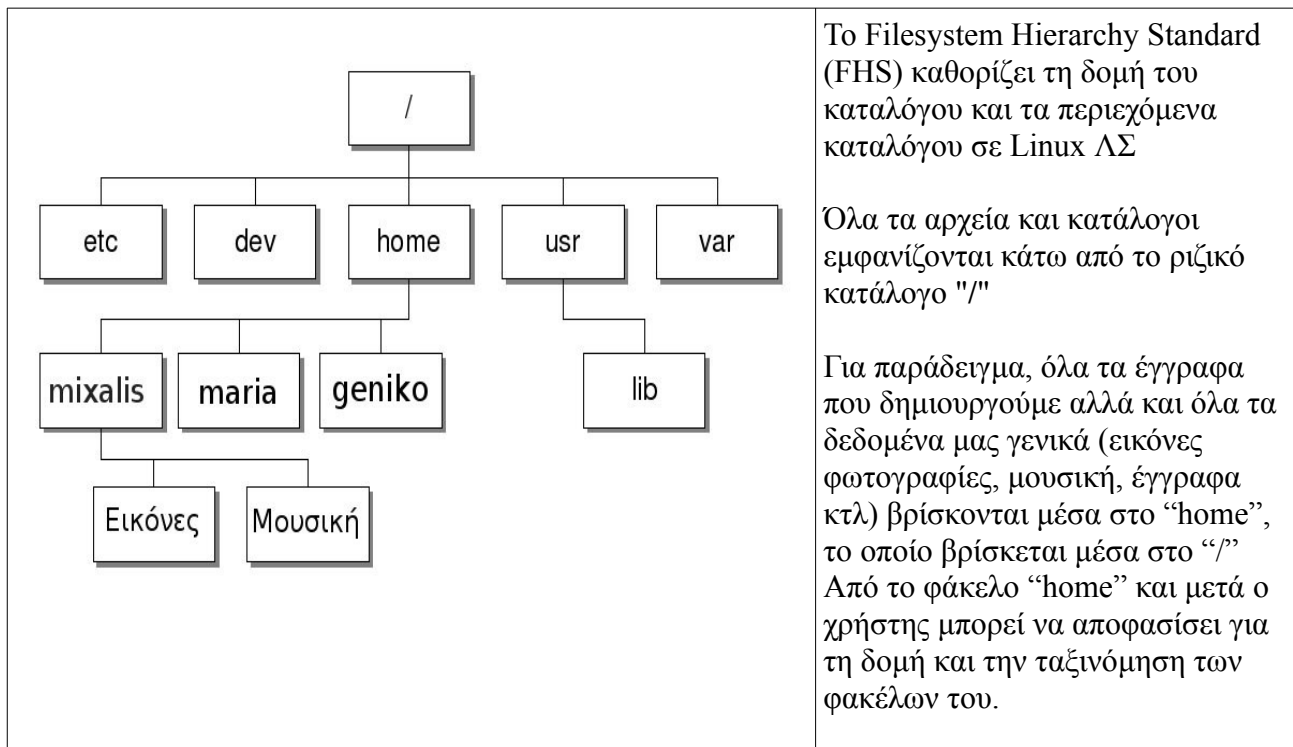 /
etc
dev
home
usr
var
mixalis
maria
geniko
lib
Εικόνες
Μουσική
Το Filesystem Hierarchy Standard
(FHS) καθορίζει τη δομή του
καταλόγου και τα περιεχόμενα
καταλόγου σε Linux ΛΣ
Όλα τα αρχεία και κατάλογοι
εμφανίζονται κάτω από το ριζικό
κατάλογο "/"
Για παράδειγμα, όλα τα έγγραφα
που δημιουργούμε αλλά και όλα τα
δεδομένα μας γενικά (εικόνες
φωτογραφίες, μουσική, έγγραφα
κτλ) βρίσκονται μέσα στο “home”,
το οποίο βρίσκεται μέσα στο “/”
Από το φάκελο “home” και μετά ο
χρήστης μπορεί να αποφασίσει για
τη δομή και την ταξινόμηση των
φακέλων του.